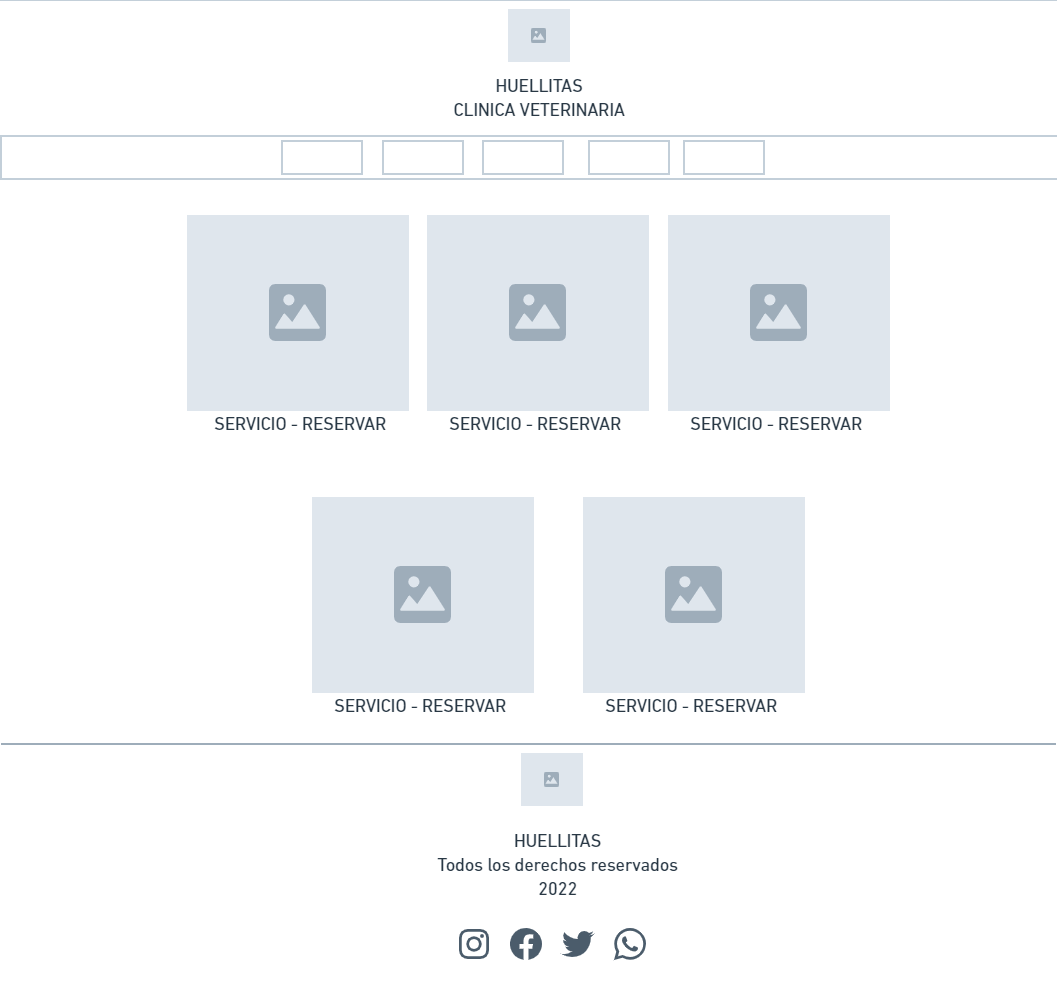 HUELLITAS
CLINICA VETERINARIA
SERVICIO - RESERVAR
SERVICIO - RESERVAR
SERVICIO - RESERVAR
SERVICIO - RESERVAR
SERVICIO - RESERVAR
HUELLITAS
Todos los derechos reservados
2022